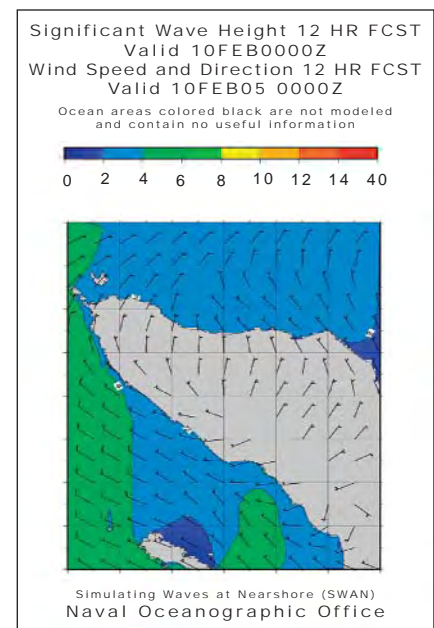 Significant Wave Height 12 HR FCST
Valid 10FEB0000Z
Wind Speed and Direction 12 HR FCST
Valid 10FEB05 0000Z
Ocean areas colored black are not modeled
and contain no useful information
0 2 4 6 8 10 12 14 40
Simulating Waves at Nearshore (SWAN)
Naval Oceanographic Office